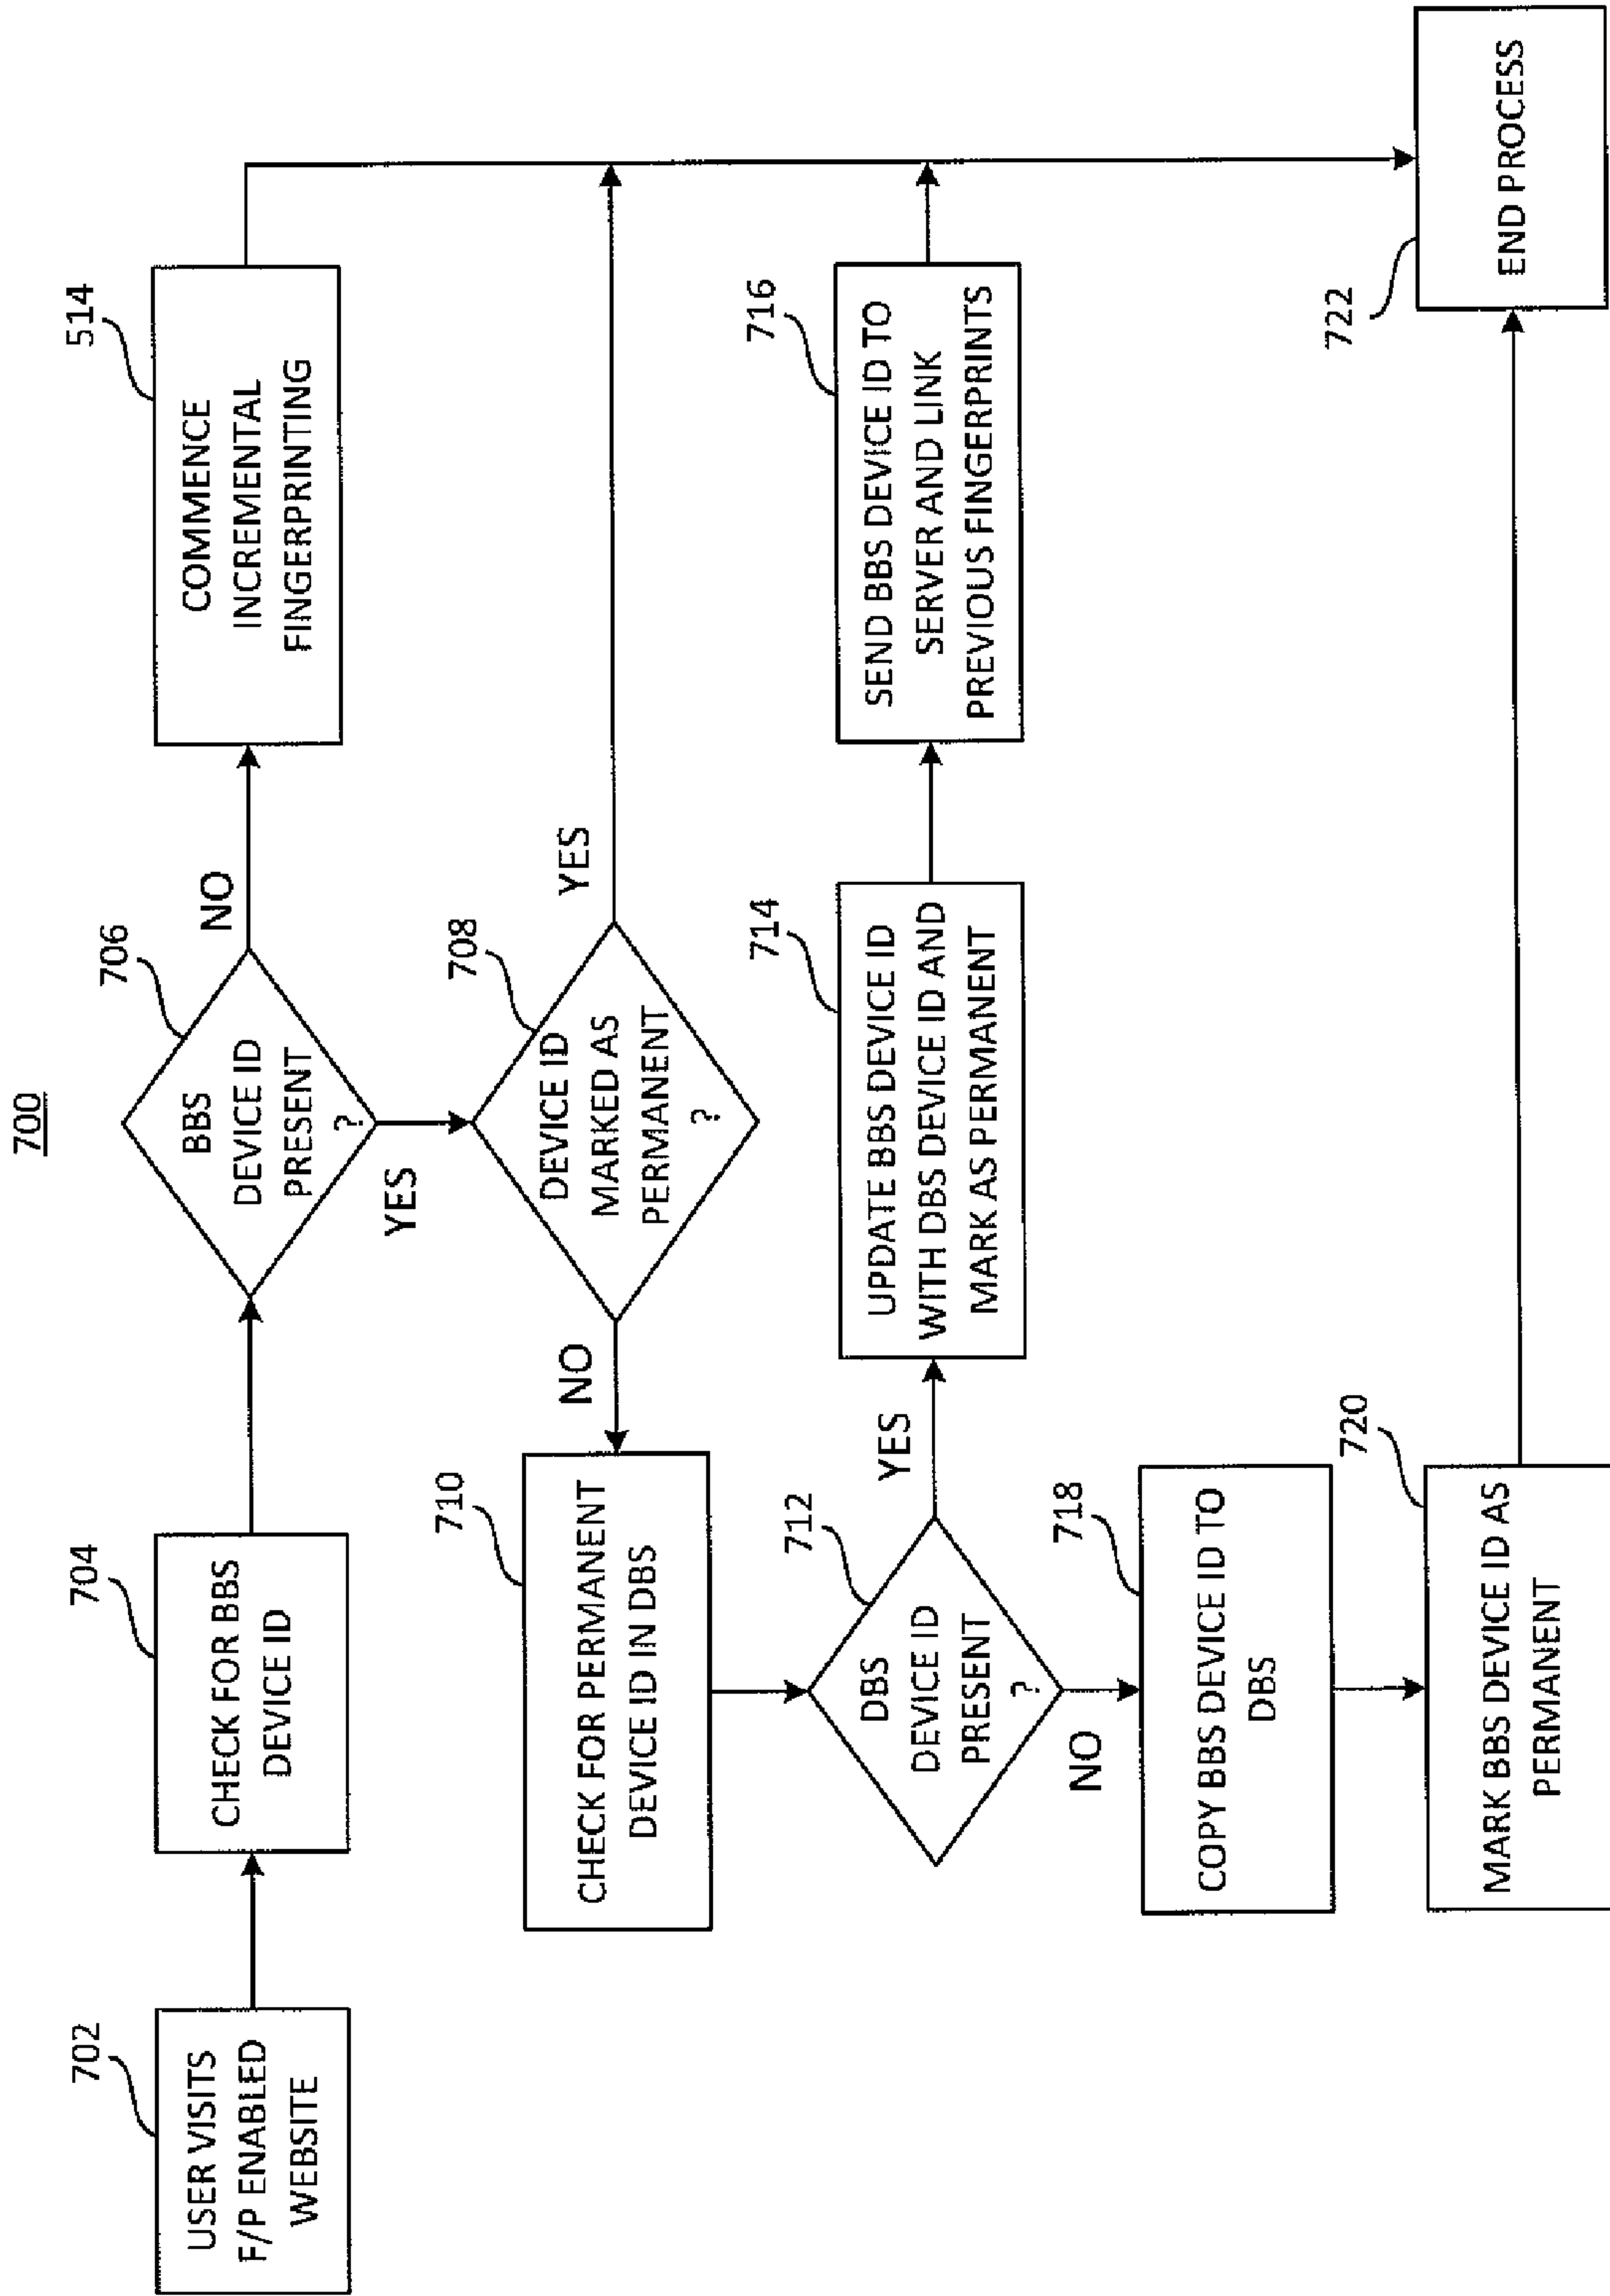 700
702
USER VISITS
F/P ENABLED
WEBSITE
704
CHECK FOR BBS
DEVICE ID
706
BBS
DEVICE ID
PRESENT
?
NO
YES
514
COMMENCE
INCREMENTAL
FINGERPRINTING
708
DEVICE ID
MARKED AS
PERMANENT
?
YES
NO
710
CHECK FOR PERMANENT
DEVICE ID IN DBS
712
DBS
DEVICE ID
PRESENT
?
YES
NO
714
UPDATE BBS DEVICE ID
WITH DBS DEVICE ID AND
MARK AS PERMANENT
716
SEND BBS DEVICE ID TO
SERVER AND LINK
PREVIOUS FINGERPRINTS
718
COPY BBS DEVICE ID TO
DBS
720
MARK BBS DEVICE ID AS
PERMANENT
722
END PROCESS